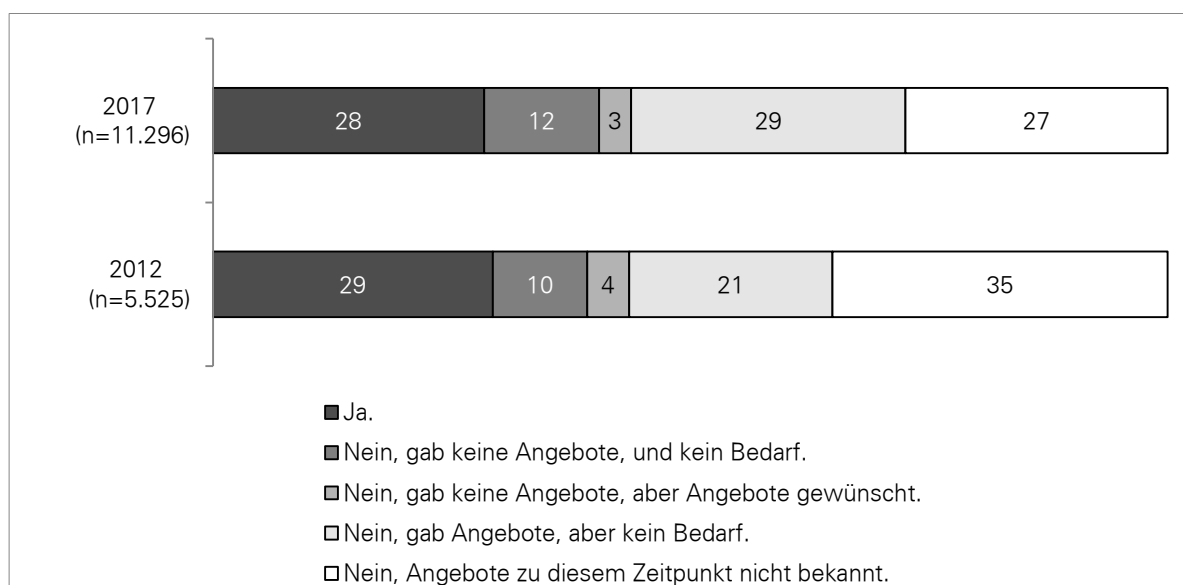 2017
(n=11.296)
28
12
3
29
27
2012
(n=5.525)
29
10
4
21
35
Ja.
Nein, gab keine Angebote, und kein Bedarf.
Nein, gab keine Angebote, aber Angebote gewünscht.
Nein, gab Angebote, aber kein Bedarf.
Nein, Angebote zu diesem Zeitpunkt nicht bekannt.